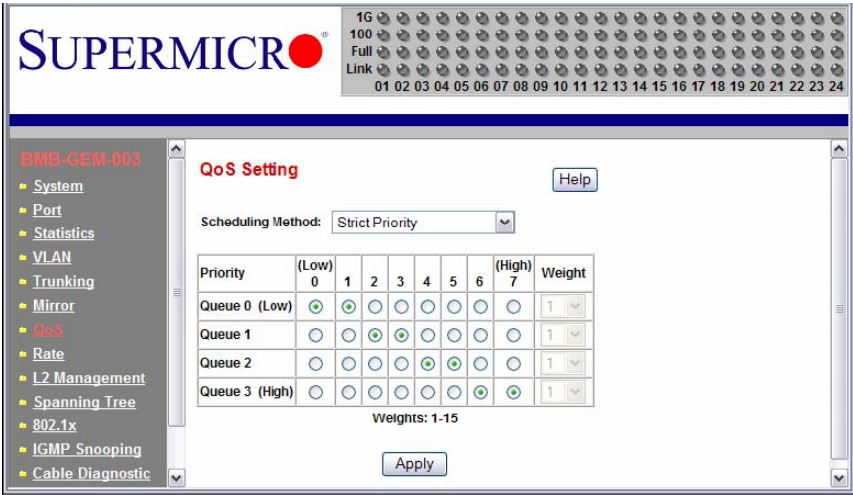 SUPERMICRO®
1G
100
Full
Link
01 02 03 04 05 06 07 08 09 10 11 12 13 14 15 16 17 18 19 20 21 22 23 24
BMB-GEM-003
System
Port
Statistics
VLAN
Trunking
Mirror
QoS
Rate
L2 Management
Spanning Tree
802.1x
IGMP Snooping
Cable Diagnostic
QoS Setting
Help
Scheduling Method: Strict Priority
Priority (Low) 0 1 2 3 4 5 6 (High) 7 Weight
Queue 0 (Low) 1
Queue 1 1
Queue 2 1
Queue 3 (High) 1
Weights: 1-15
Apply